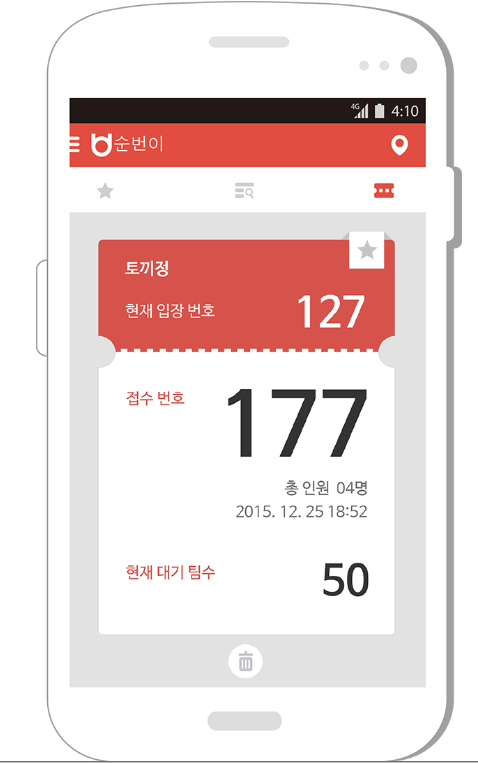 4G 4:10
순번이
토끼정
현재 입장 번호 127
접수 번호 177
총 인원 04명
2015. 12. 25 18:52
현재 대기 팀수 50